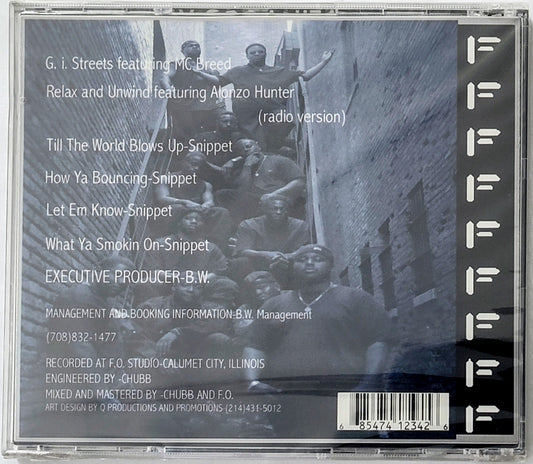 G. i. Streets featuring MC Breed
Relax and Unwind featuring Alonzo Hunter
(radio version)
Till The World Blows Up-Snippet
How Ya Bouncing-Snippet
Let Em Know-Snippet
What Ya Smokin On-Snippet
EXECUTIVE PRODUCER-B.W.
MANAGEMENT AND BOOKING INFORMATION-B.W. Management
(708)832-1477
RECORDED AT F.O. STUDIO-CALUMET CITY, ILLINOIS
ENGINEERED BY -CHUBB
MIXED AND MASTERED BY -CHUBB AND F.O.
ART DESIGN BY Q PRODUCTIONS AND PROMOTIONS (214)431-5012
6 85474 12342 6
F
F
F
F
F
F
F
F
F